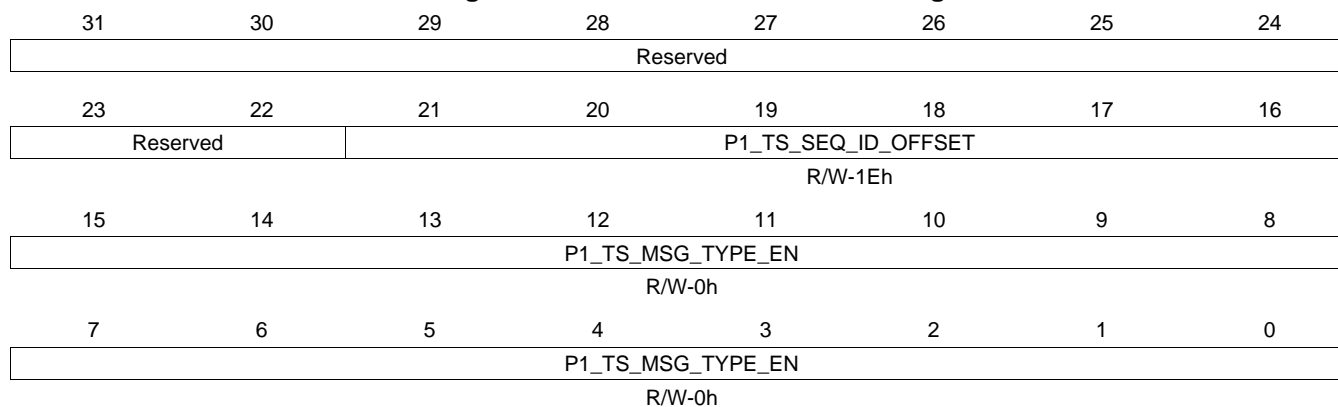 31 30 29 28 27 26 25 24
Reserved
23 22 21 20 19 18 17 16
Reserved P1_TS_SEQ_ID_OFFSET
R/W-1Eh
15 14 13 12 11 10 9 8
P1_TS_MSG_TYPE_EN
R/W-0h
7 6 5 4 3 2 1 0
P1_TS_MSG_TYPE_EN
R/W-0h